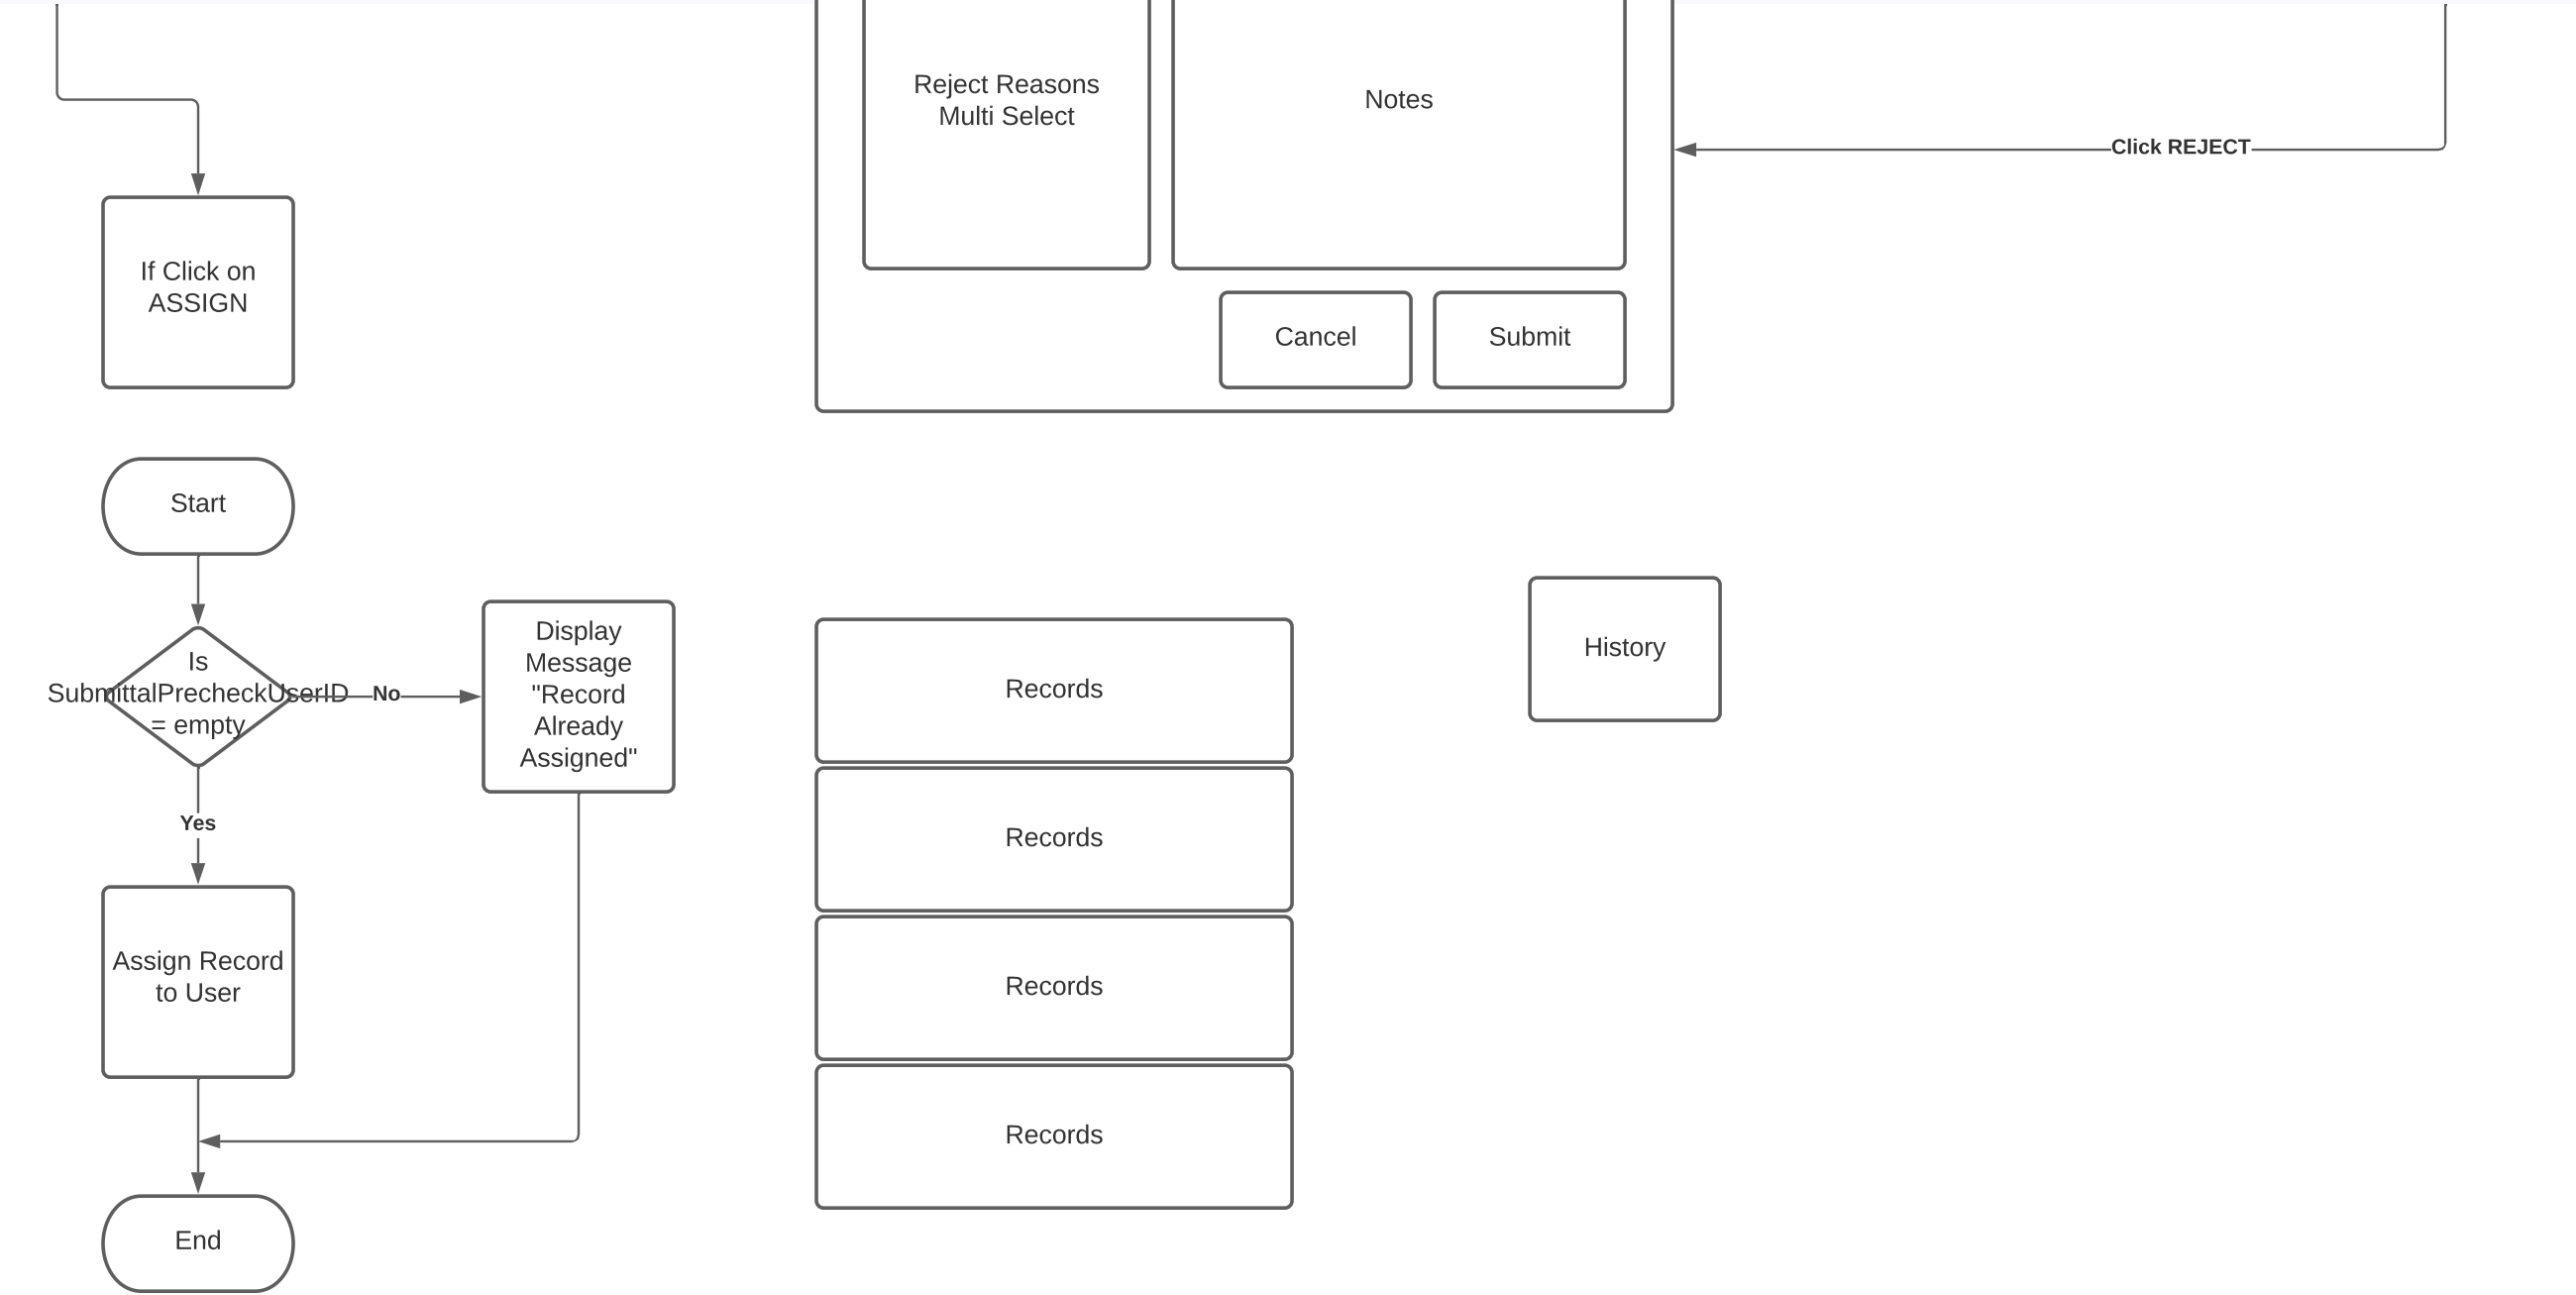 Reject Reasons
Multi Select
Notes
Click REJECT
If Click on
ASSIGN
Cancel
Submit
Start
Is
SubmittalPrecheckUserID
= empty
No
Display
Message
"Record
Already
Assigned"
Yes
Assign Record
to User
End
Records
Records
Records
Records
History